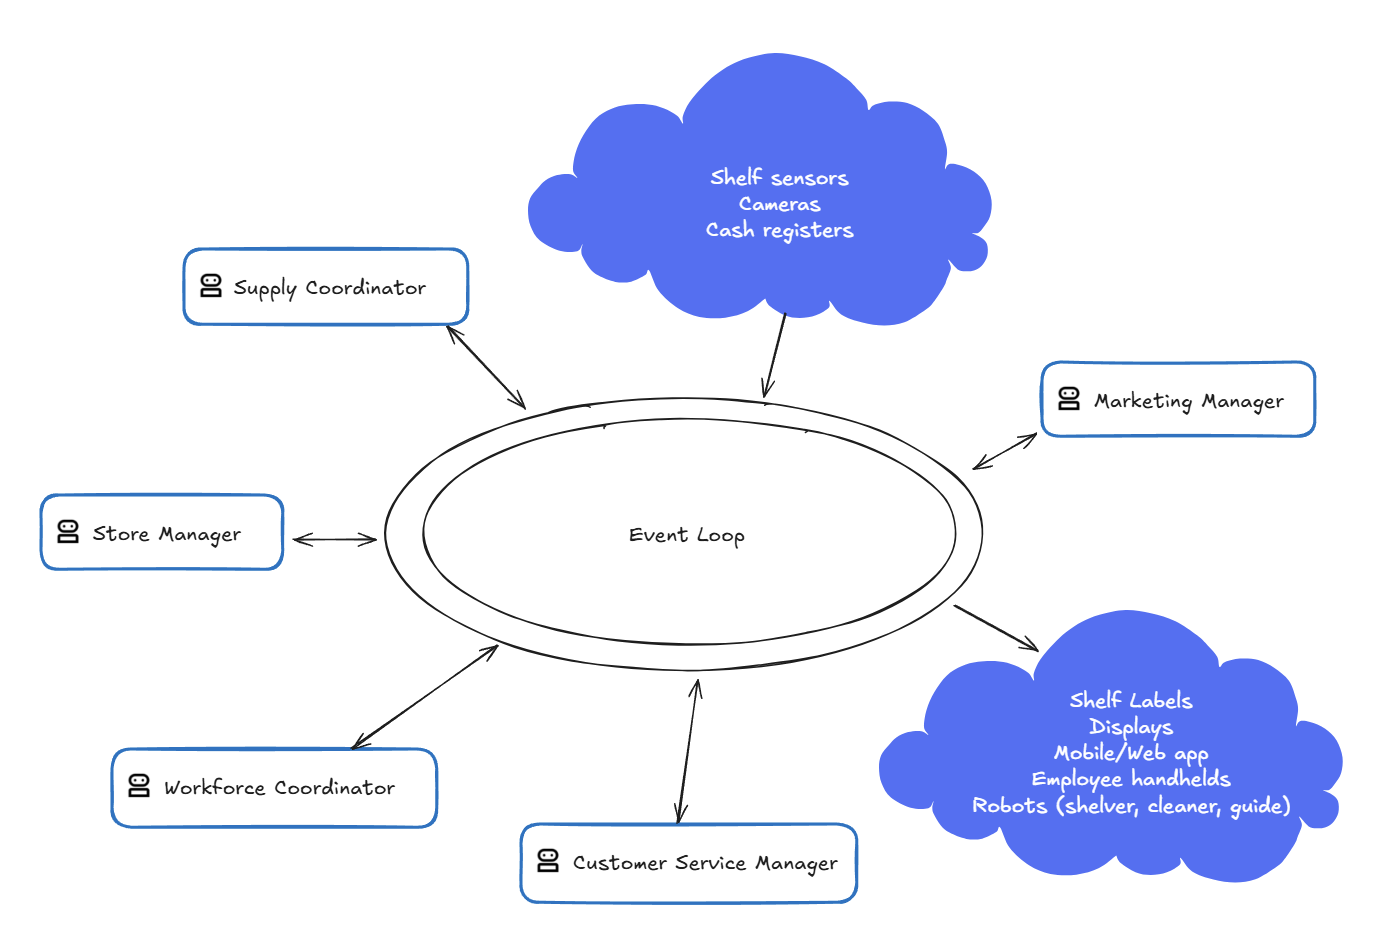 Shelf sensors
Cameras
Cash registers
Supply Coordinator
Marketing Manager
Store Manager
Event Loop
Shelf Labels
Displays
Mobile/Web app
Employee handhelds
Robots (shelver, cleaner, guide)
Workforce Coordinator
Customer Service Manager